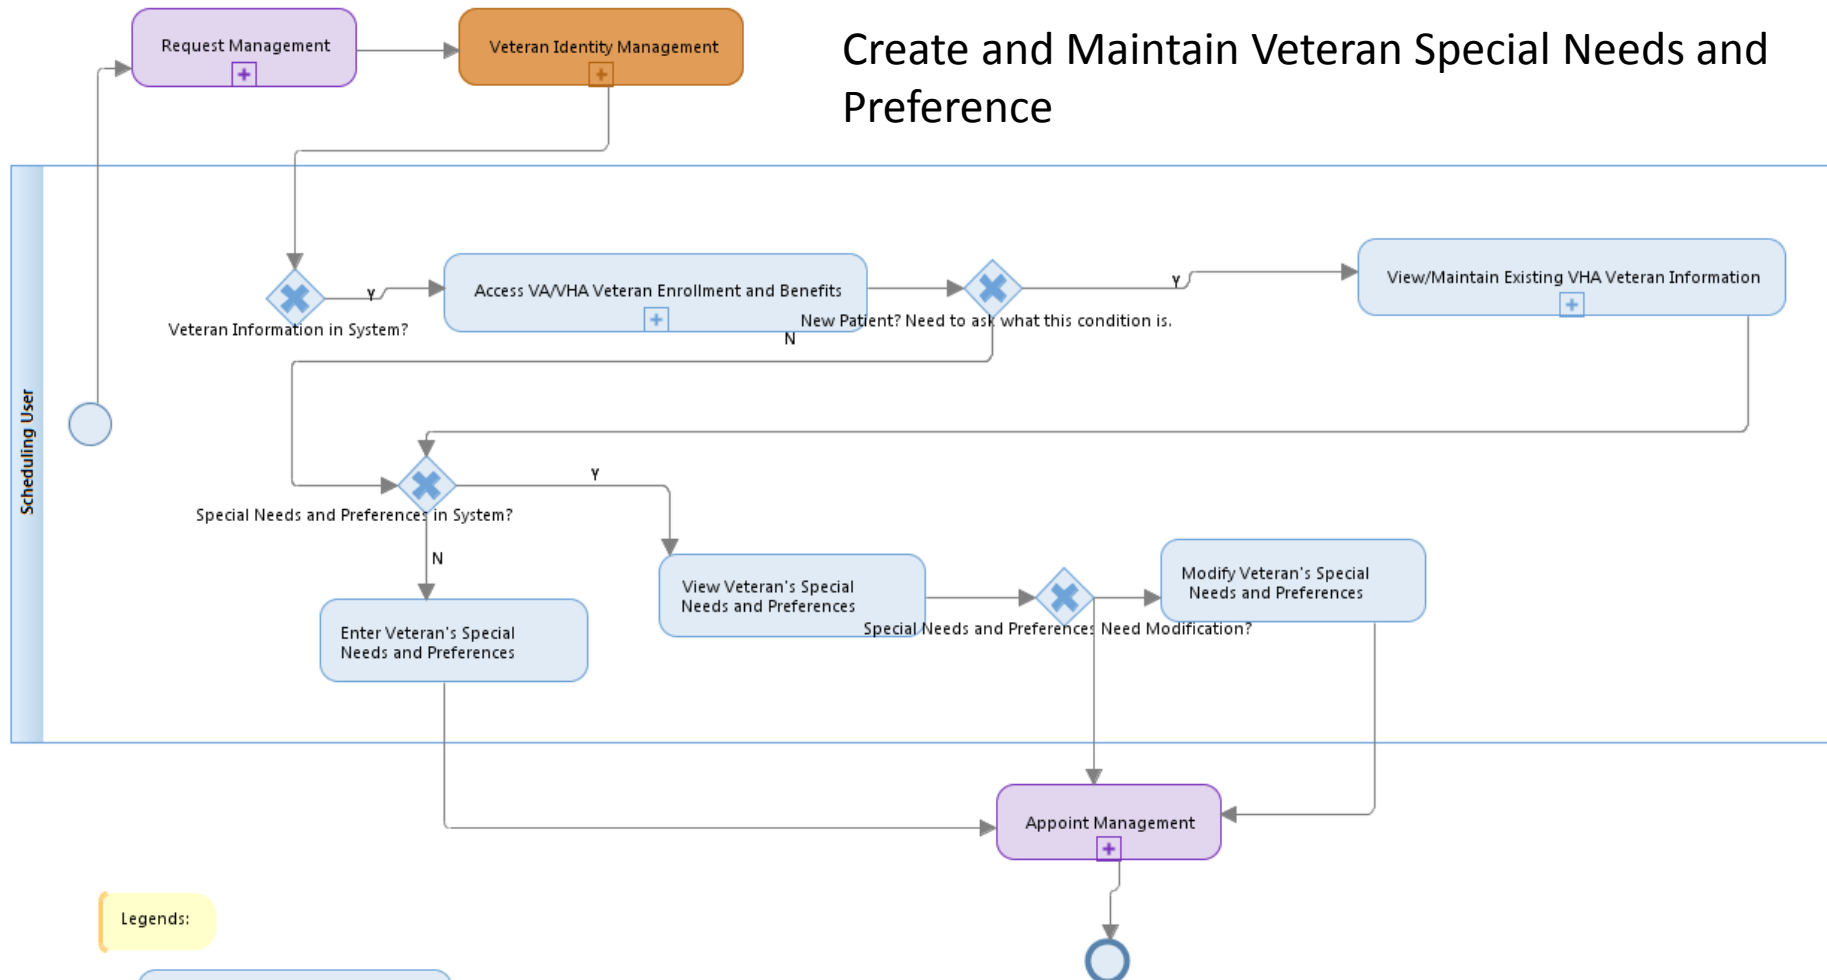 Create and Maintain Veteran Special Needs and
Preference
Request Management
Veteran Identity Management
Scheduling User
Veteran Information in System?
Y
Access VA/VHA Veteran Enrollment and Benefits
New Patient? Need to ask what this condition is.
Y
N
View/Maintain Existing VHA Veteran Information
Special Needs and Preferences in System?
Y
N
Enter Veteran's Special
Needs and Preferences
View Veteran's Special
Needs and Preferences
Special Needs and Preferences Need Modification?
Modify Veteran's Special
Needs and Preferences
Appoint Management
Legends: